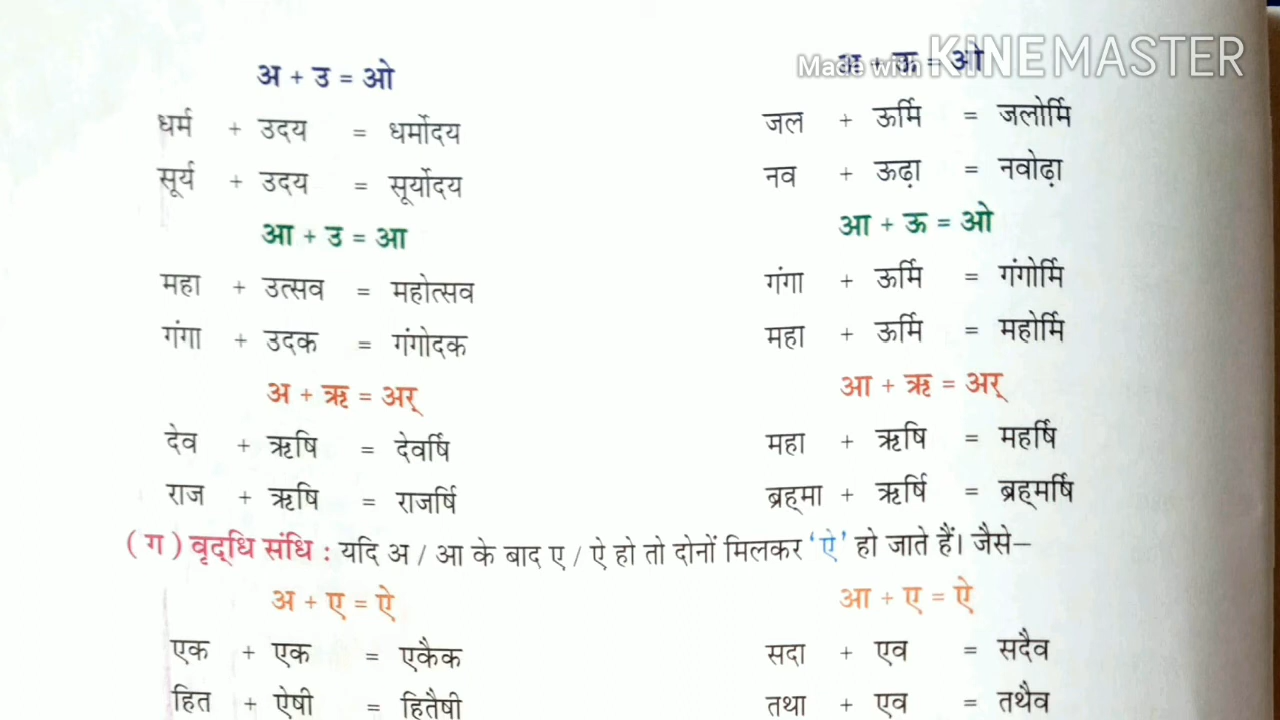 Made with KINEMASTER
अ + उ = ओ अ + ऊ = ओ
धर्म + उदय = धर्मोदय जल + ऊर्मि = जलोर्मि
सूर्य + उदय = सूर्योदय नव + ऊढ़ा = नवोढ़ा
आ + उ = आ आ + ऊ = ओ
महा + उत्सव = महोत्सव गंगा + ऊर्मि = गंगोर्मि
गंगा + उदक = गंगोदक महा + ऊर्मि = महोर्मि
अ + ऋ = अर् आ + ऋ = अर्
देव + ऋषि = देवर्षि महा + ऋषि = महर्षि
राज + ऋषि = राजर्षि ब्रह्मा + ऋर्षि = ब्रह्मर्षि
( ग ) वृद्धि संधि : यदि अ / आ के बाद ए / ऐ हो तो दोनों मिलकर ‘ऐ’ हो जाते हैं। जैसे–
अ + ए = ऐ आ + ए = ऐ
एक + एक = एकैक सदा + एव = सदैव
हित + ऐषी = हितैषी तथा + एव = तथैव